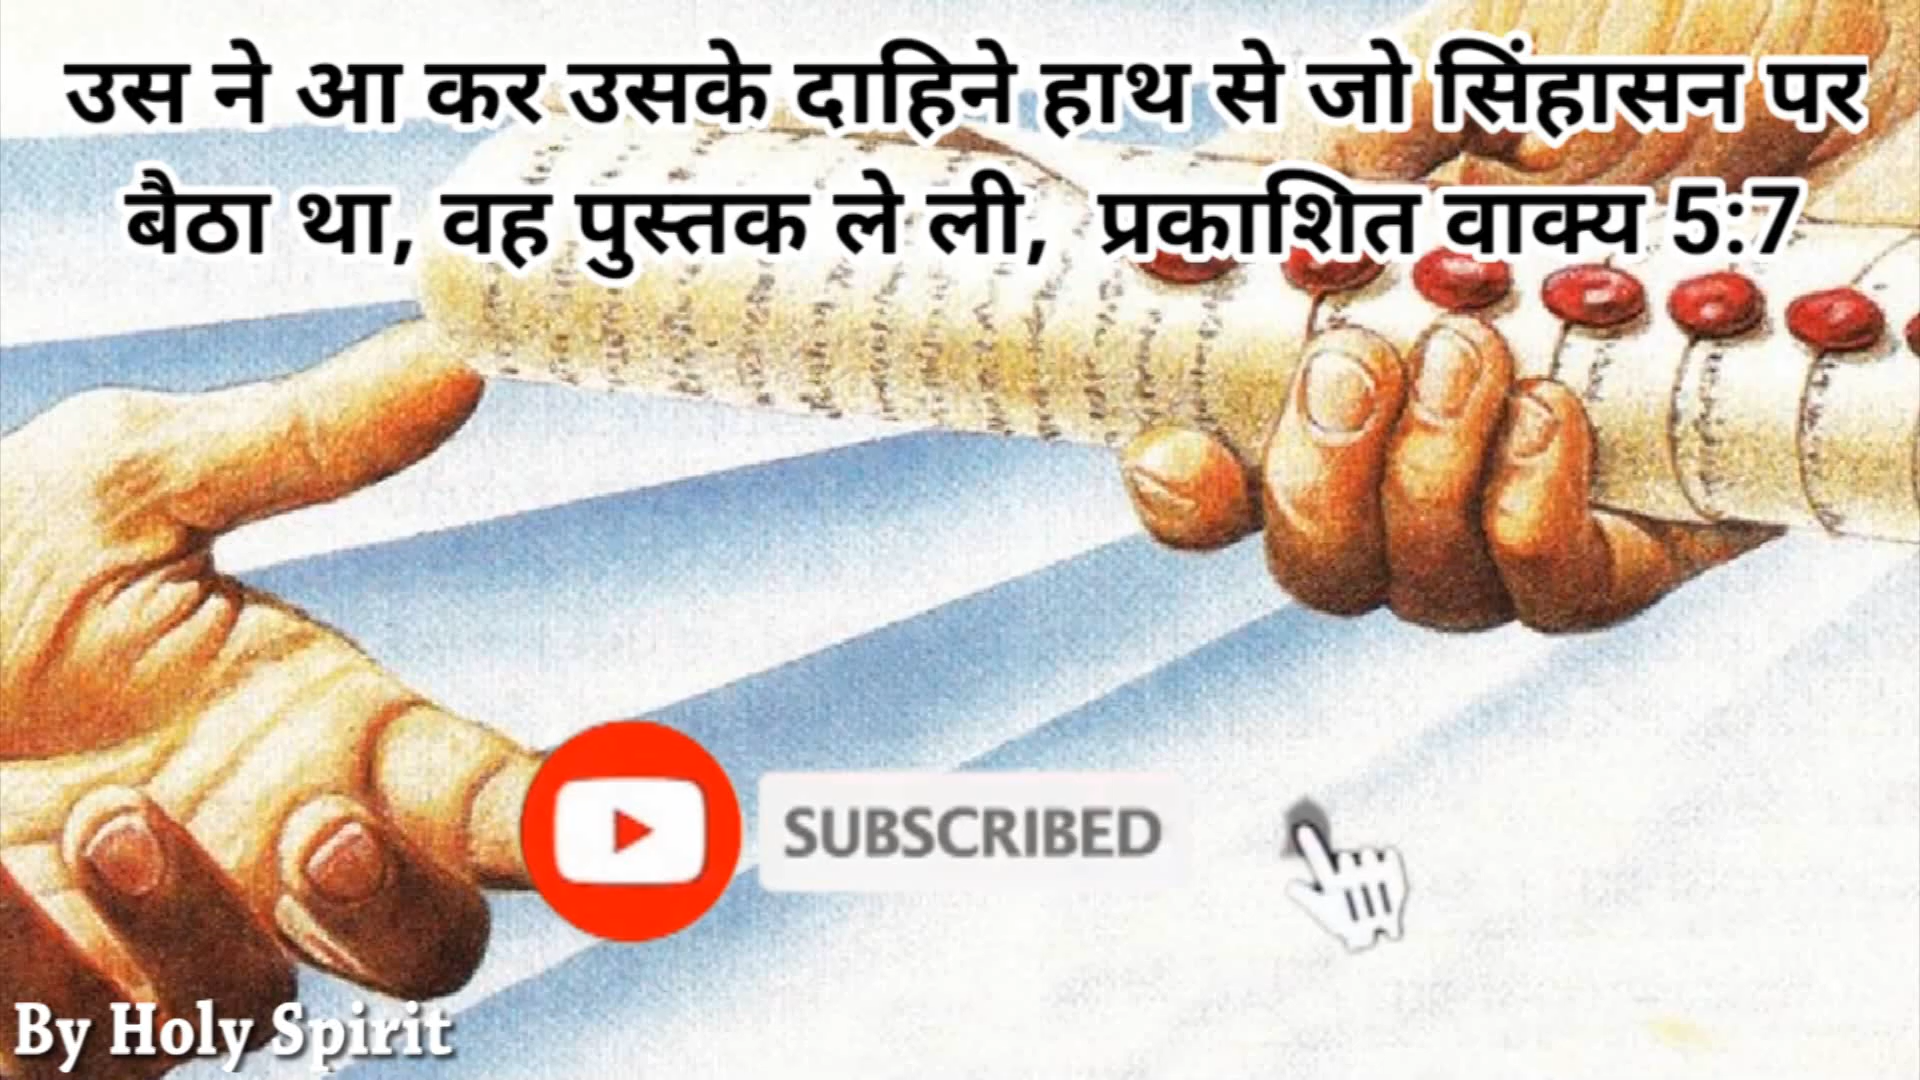 उस ने आ कर उसके दाहिने हाथ से जो सिंहासन पर
बैठा था, वह पुस्तक ले ली, प्रकाशित वाक्य 5:7
SUBSCRIBED
By Holy Spirit